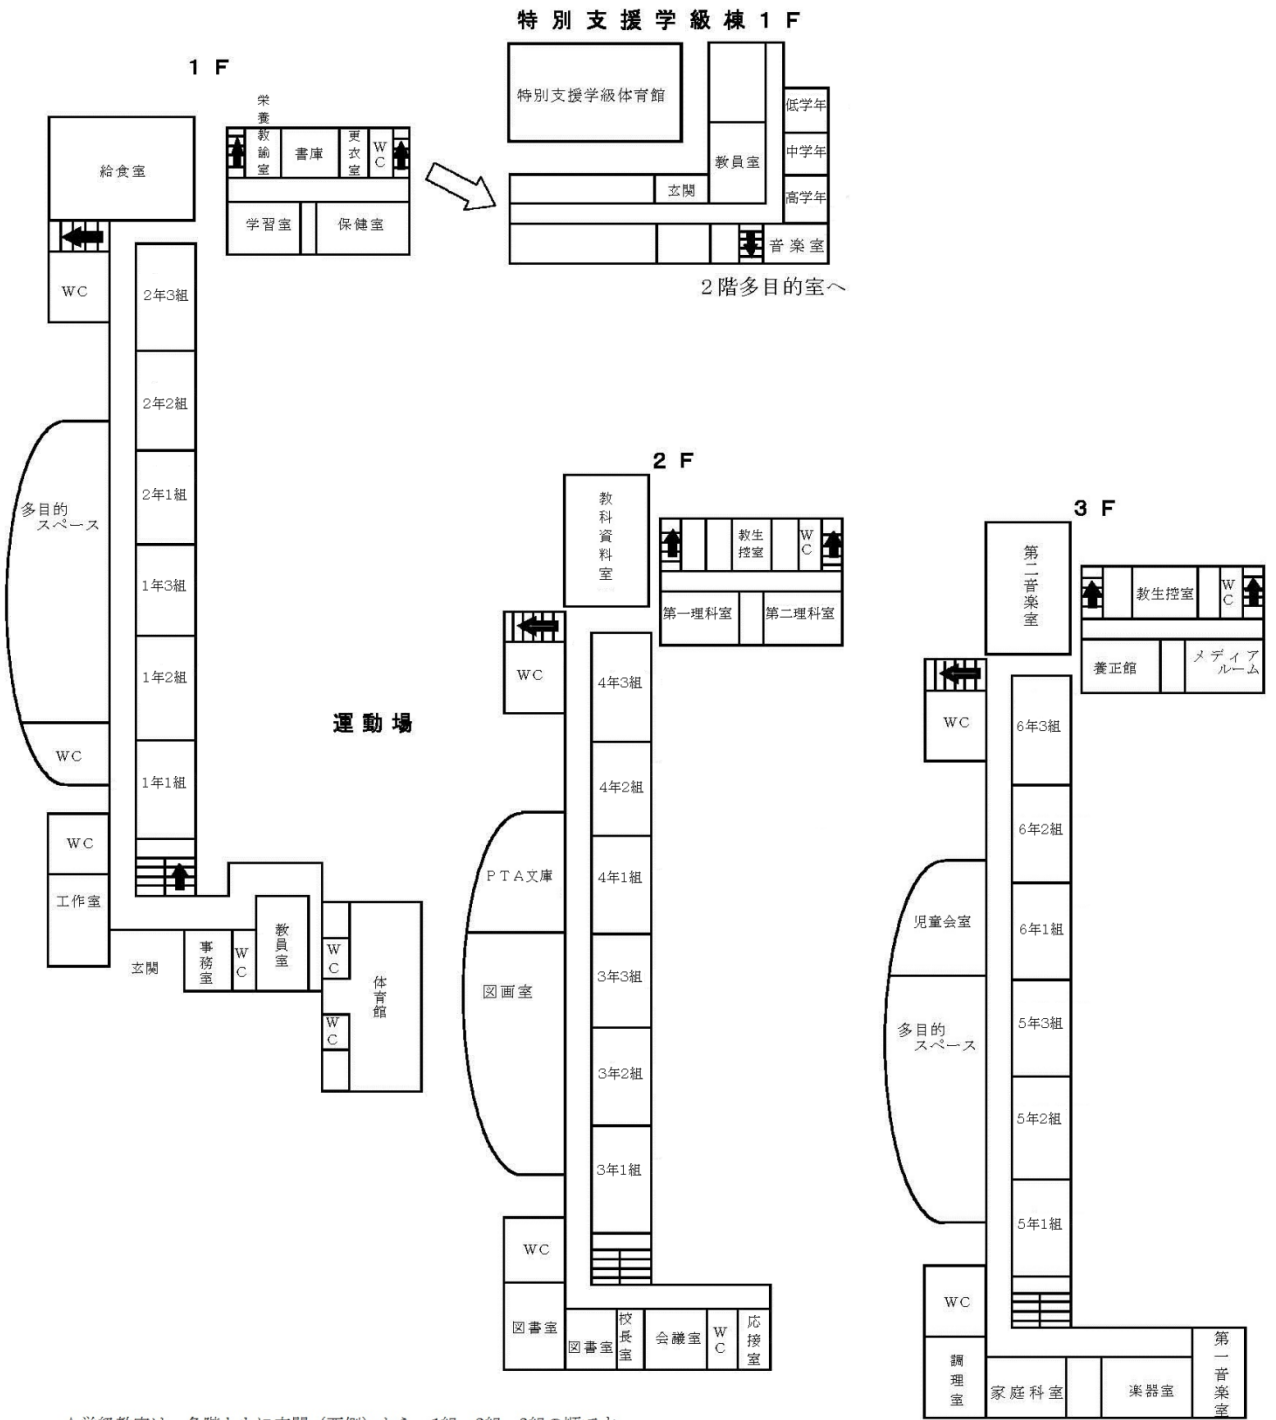 特別支援学級棟１Ｆ
特別支援学級体育館
低学年
中学年
高学年
教員室
玄関
音楽室
２階多目的室へ
１Ｆ
給食室
栄養教諭室
書庫
更衣室
WC
学習室
保健室
WC
2年3組
2年2組
2年1組
1年3組
1年2組
1年1組
多目的
スペース
WC
WC
工作室
玄関
事務室
WC
教員室
WC
WC
体育館
運動場
２Ｆ
教科資料室
教生
控室
WC
第一理科室
第二理科室
WC
4年3組
4年2組
4年1組
3年3組
3年2組
3年1組
PTA文庫
図画室
WC
図書室
図書室
校長室
会議室
WC
応接室
３Ｆ
第二音楽室
教生控室
WC
養正館
メディア
ルーム
WC
6年3組
6年2組
6年1組
5年3組
5年2組
5年1組
児童会室
多目的
スペース
WC
調理室
家庭科室
楽器室
第一音楽室